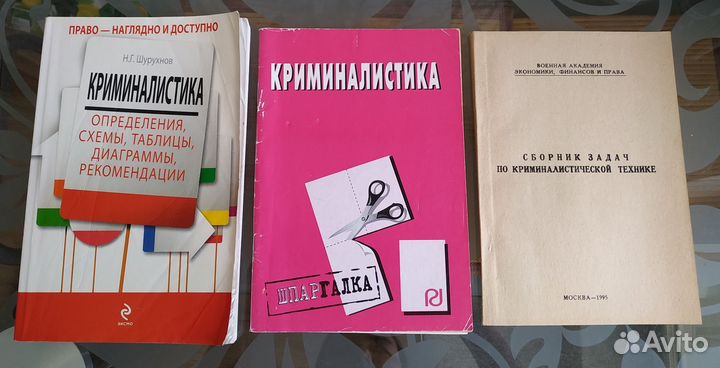 ПРАВО — НАГЛЯДНО И ДОСТУПНО
Н.Г. Шурухнов
КРИМИНАЛИСТИКА
ОПРЕДЕЛЕНИЯ,
СХЕМЫ, ТАБЛИЦЫ,
ДИАГРАММЫ,
РЕКОМЕНДАЦИИ
ЭКСМО
КРИМИНАЛИСТИКА
ШПАРГАЛКА
ВОЕННАЯ АКАДЕМИЯ
ЭКОНОМИКИ, ФИНАНСОВ И ПРАВА
СБОРНИК ЗАДАЧ
ПО КРИМИНАЛИСТИЧЕСКОЙ ТЕХНИКЕ
МОСКВА—1995
Avito